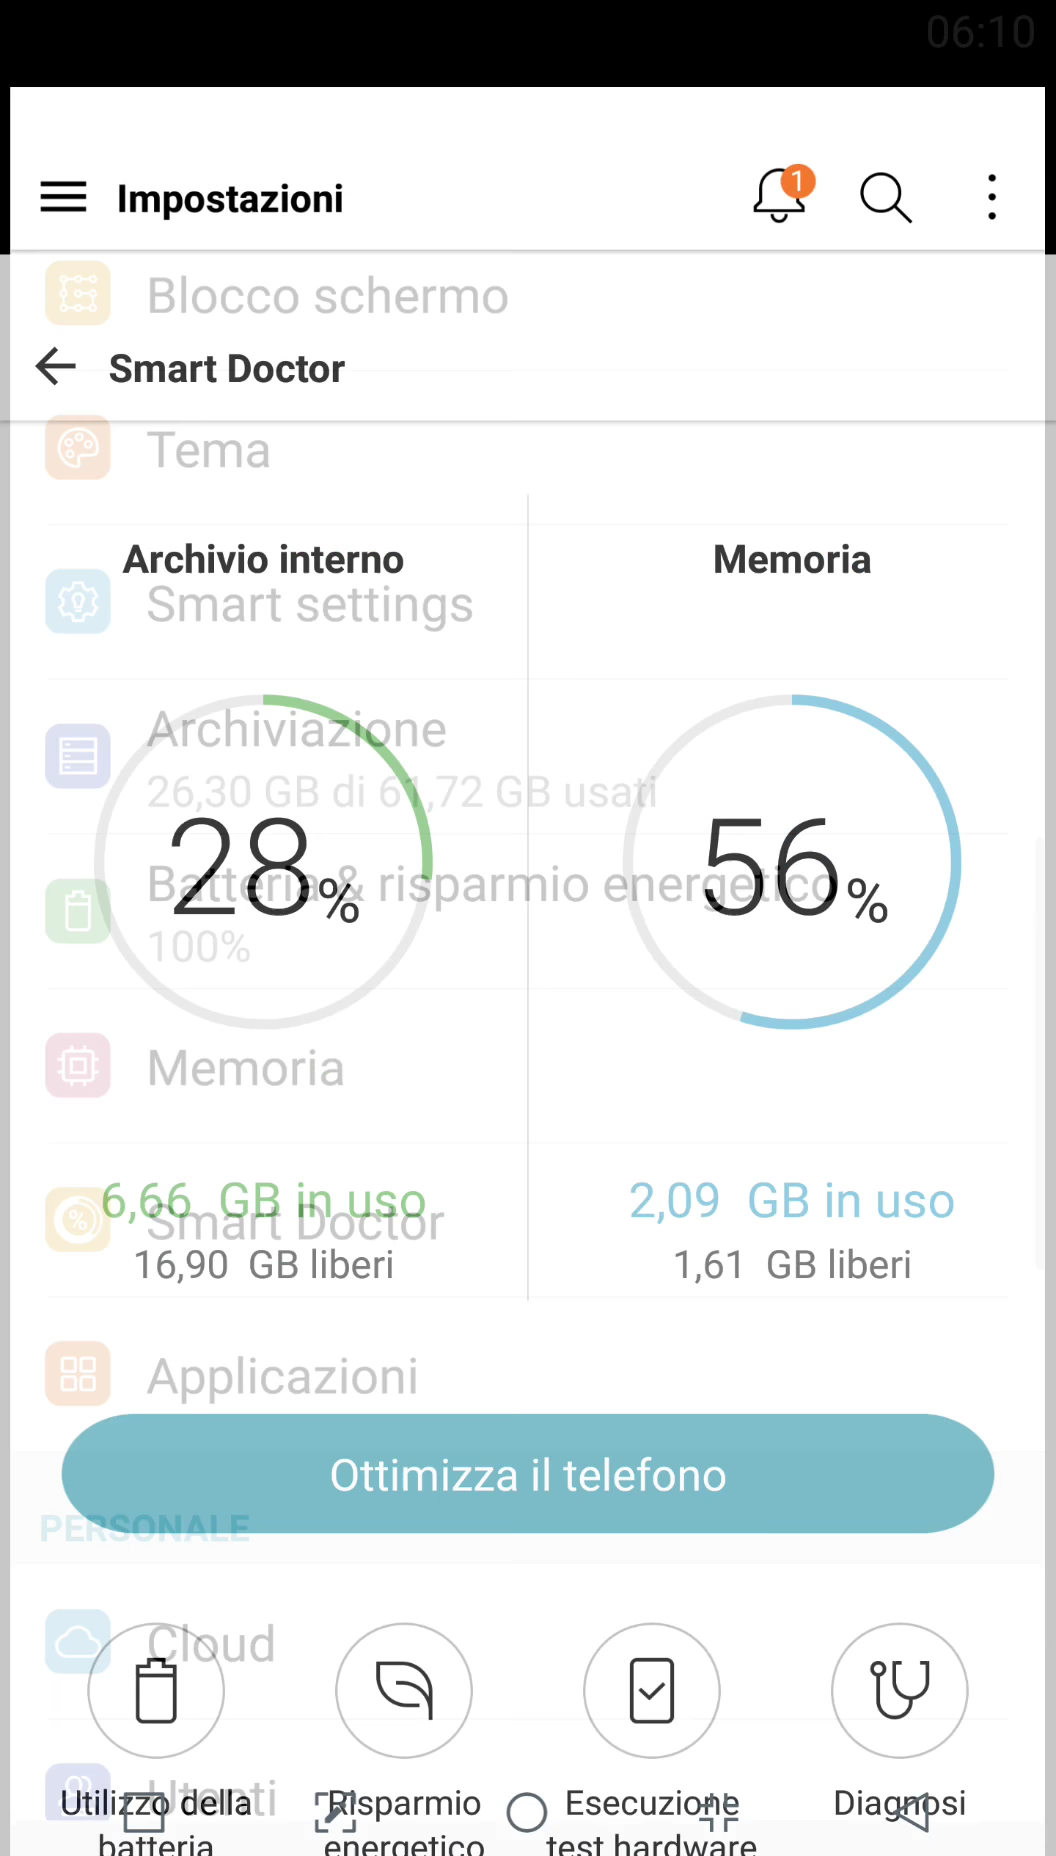 06:10
Impostazioni
1
Blocco schermo
Smart Doctor
Tema
Archivio interno
Memoria
Smart settings
Archiviazione
26,30 GB di 61,72 GB usati
28%
56%
Batteria & risparmio energetico
100%
Memoria
6,66 GB in uso
2,09 GB in uso
Smart Doctor
16,90 GB liberi
1,61 GB liberi
Applicazioni
Ottimizza il telefono
PERSONALE
Cloud
Utenti
Utilizzo della
batteria
Risparmio
energetico
Esecuzione
test hardware
Diagnosi